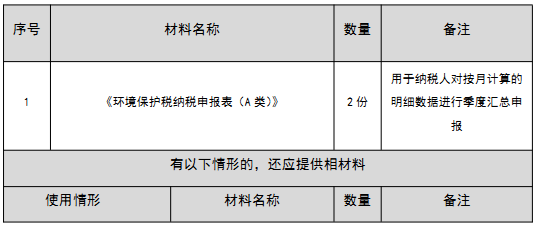 序号 材料名称 数量 备注
1 《环境保护税纳税申报表（A 类）》 2 份 用于纳税人对按月计算的
明细数据进行季度汇总申
报
有以下情形的，还应提供相材料
使用情形 材料名称 数量 备注